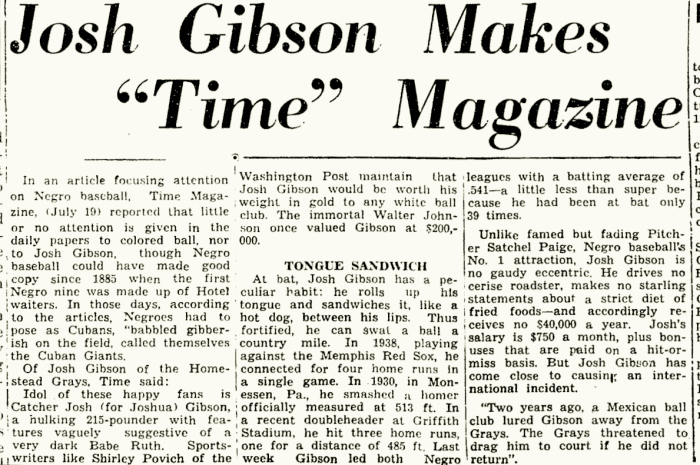 Josh Gibson Makes
"Time" Magazine
In an article focusing attention
on Negro baseball, Time Maga-
zine, (July 19) reported that little
or no attention is given in the
daily papers to colored ball, nor
to Josh Gibson, though Negro
baseball could have made good
copy since 1885 when the first
Negro nine was made up of Hotel
waiters. In those days, according
to the articles, Negroes had to
pose as Cubans, "babbled gibber-
ish on the field, called themselves
the Cuban Giants.
Of Josh Gibson of the Home-
stead Grays, Time said:
Idol of these happy fans is
Catcher Josh (for Joshua) Gibson,
a hulking 215-pounder with fea-
tures vaguely suggestive of a
very dark Babe Ruth. Sports-
writers like Shirley Povich of the
Washington Post maintain that
Josh Gibson would be worth his
weight in gold to any white ball
club. The immortal Walter John-
son once valued Gibson at $200,-
000.
TONGUE SANDWICH
At bat, Josh Gibson has a pe-
culiar habit: he rolls up his
tongue and sandwiches it, like a
hot dog, between his lips. Thus
fortified, he can swat a ball a
country mile. In 1938, playing
against the Memphis Red Sox, he
connected for four home runs in
a single game. In 1930, in Mon-
essen, Pa., he smashed a homer
officially measured at 513 ft. In
a recent doubleheader at Griffith
Stadium, he hit three home runs,
one for a distance of 485 ft. Last
week Gibson led both Negro
leagues with a batting average of
.541—a little less than super be-
cause he had been at bat only
39 times.
Unlike famed but fading Pitch-
er Satchel Paige, Negro baseball's
No. 1 attraction, Josh Gibson is
no gaudy eccentric. He drives no
cerise roadster, makes no starling
statements about a strict diet of
fried foods—and accordingly re-
ceives no $40,000 a year. Josh's
salary is $750 a month, plus bon-
uses that are paid on a hit-or-
miss basis. But Josh Gibson has
come close to causing an inter-
national incident.
"Two years ago, a Mexican ball
club lured Gibson away from the
Grays. The Grays threatened to
drag him to court if he did not
return".